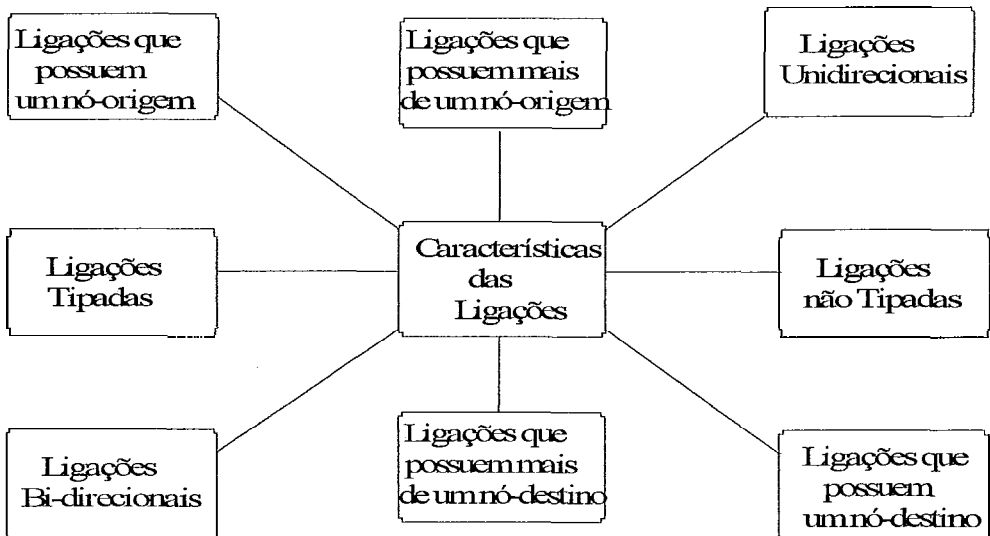 Ligações que
possuem
um nó-origem
Ligações que
possuem mais
de um nó-origem
Ligações
Unidirecionais
Ligações
Tipadas
Características
das
Ligações
Ligações
não Tipadas
Ligações
Bi-direcionais
Ligações que
possuem mais
de um nó-destino
Ligações que
possuem
um nó-destino